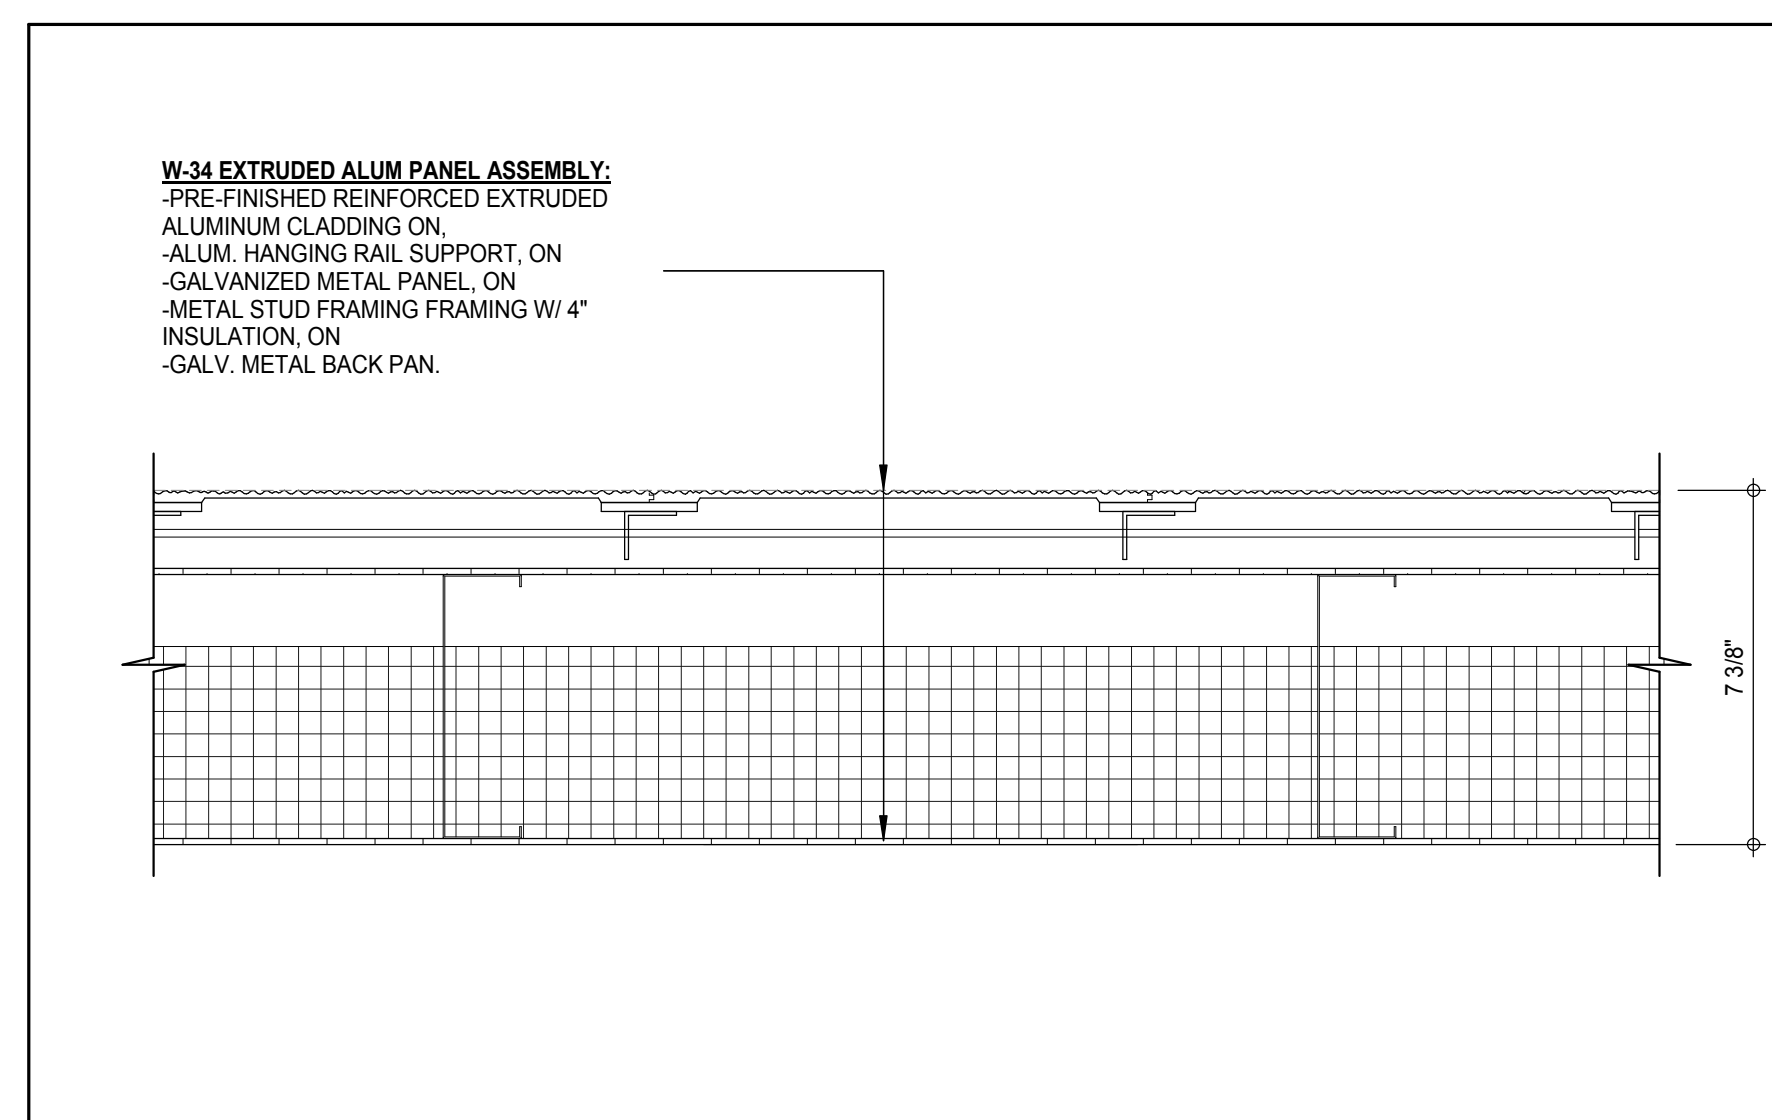 W-34 EXTRUDED ALUM PANEL ASSEMBLY:
-PRE-FINISHED REINFORCED EXTRUDED
ALUMINUM CLADDING ON,
-ALUM. HANGING RAIL SUPPORT, ON
-GALVANIZED METAL PANEL, ON
-METAL STUD FRAMING FRAMING W/ 4"
INSULATION, ON
-GALV. METAL BACK PAN.
7 3/8"